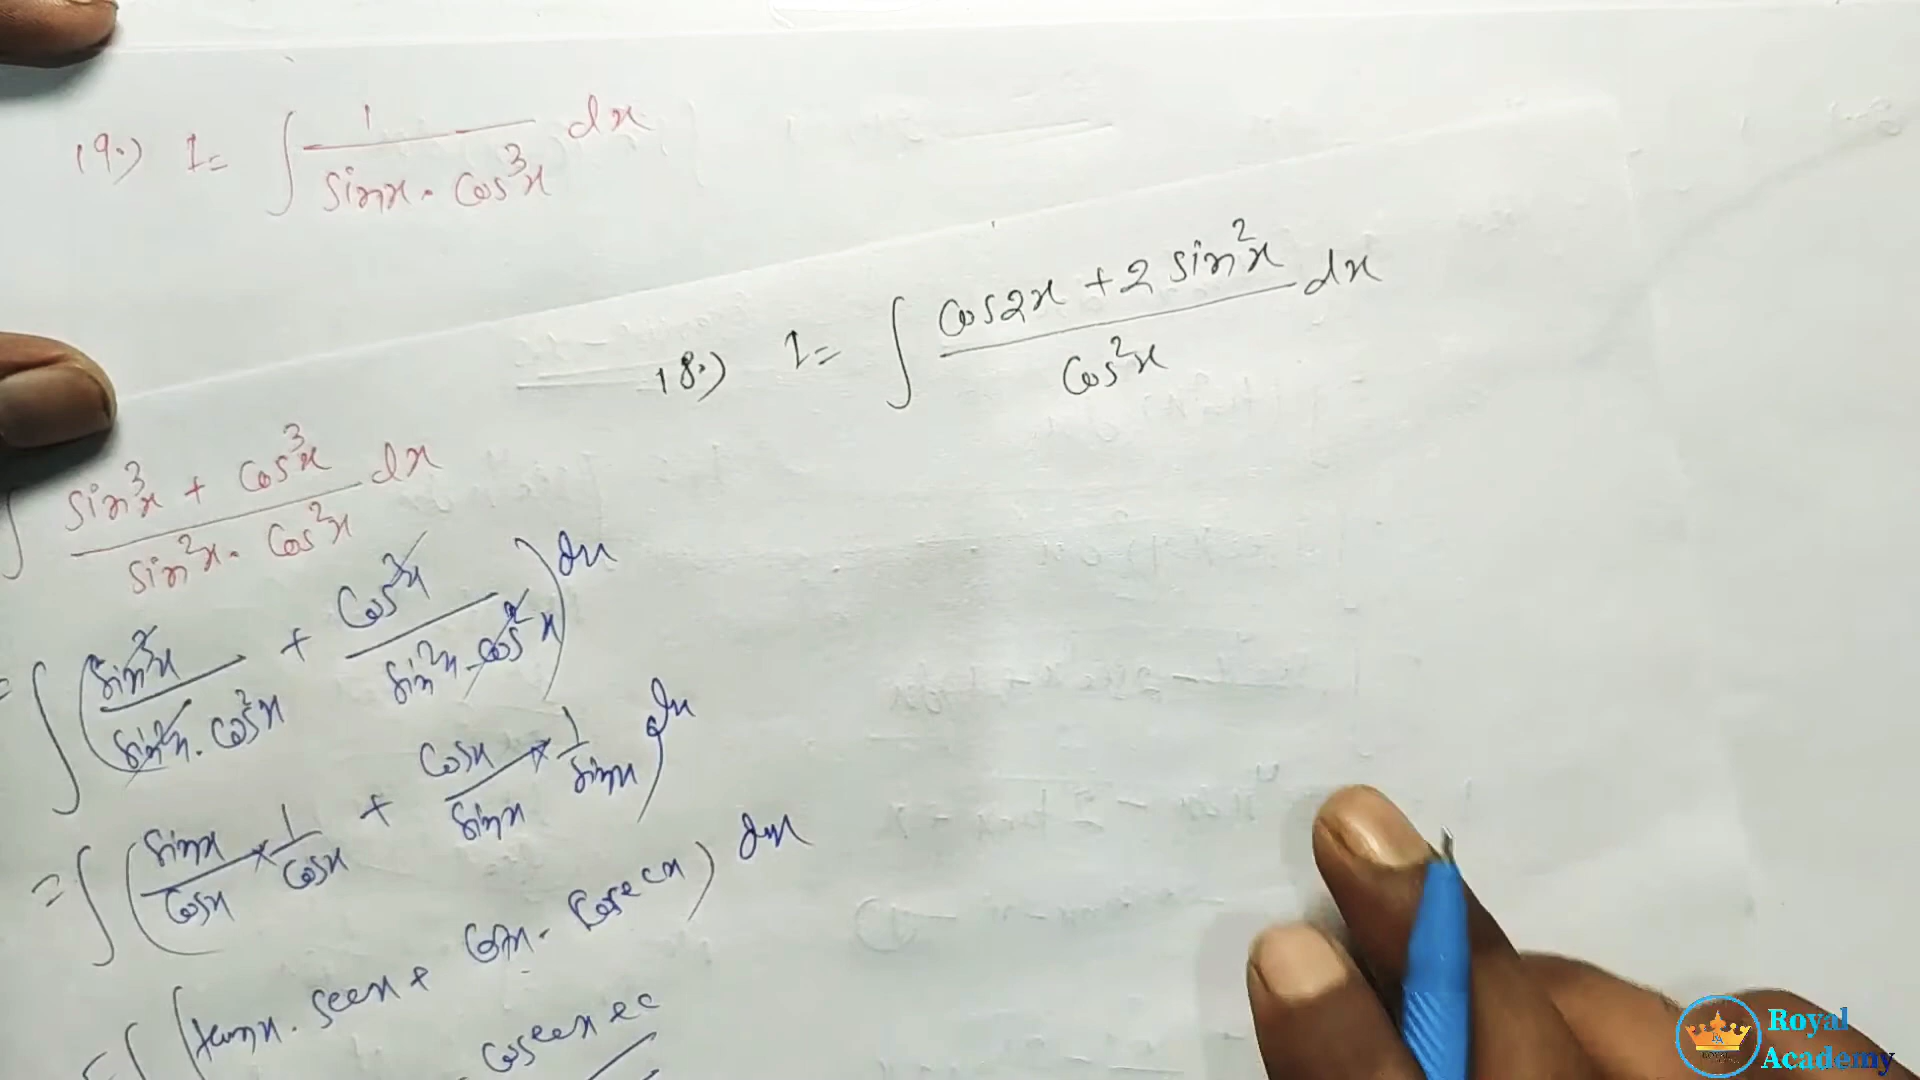 19.) I = ∫ 1/(sinx . cos³x) dx
18.) I = ∫ (cos2x + 2 sin²x)/(cos²x) dx
∫ (sin³x + cos³x)/(sin²x . cos²x) dx
= ∫ (sin³x/(sin²x . cos²x) + cos³x/(sin²x . cos²x)) dx
= ∫ (sinx/cosx × 1/cosx + cosx/sinx × 1/sinx) dx
= ∫ (tanx . secx + cotx . cosecx) dx
cosecx + c
Royal
Academy